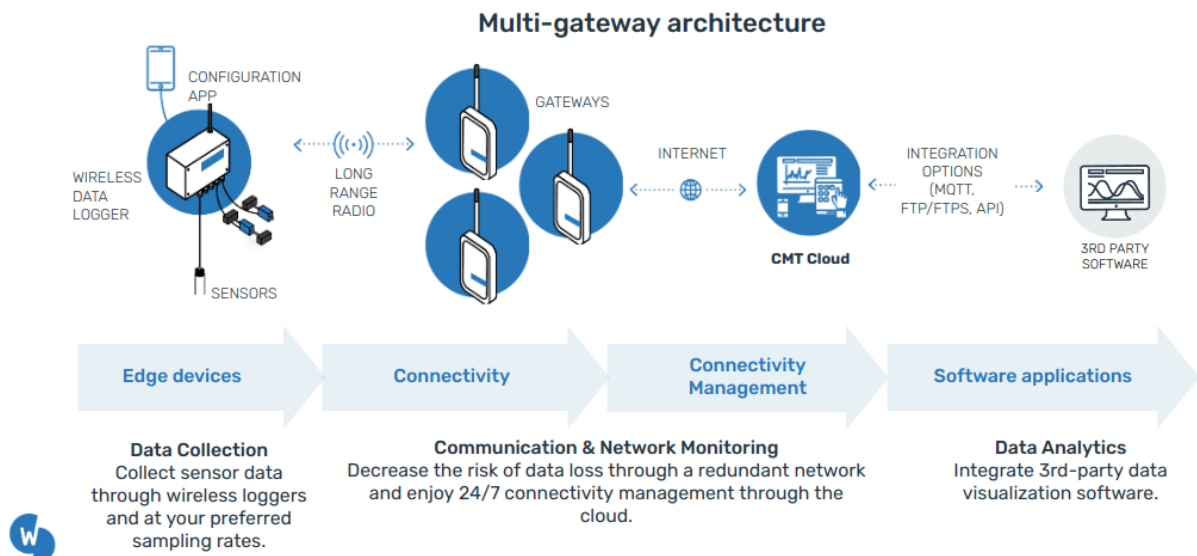 Multi-gateway architecture
CONFIGURATION
APP
WIRELESS
DATA
LOGGER
SENSORS
LONG
RANGE
RADIO
GATEWAYS
INTERNET
CMT Cloud
INTEGRATION
OPTIONS
(MQTT,
FTP/FTPS, API)
3RD PARTY
SOFTWARE
Edge devices
Connectivity
Connectivity
Management
Software applications
Data Collection
Collect sensor data
through wireless loggers
and at your preferred
sampling rates.
Communication & Network Monitoring
Decrease the risk of data loss through a redundant network
and enjoy 24/7 connectivity management through the
cloud.
Data Analytics
Integrate 3rd-party data
visualization software.
W